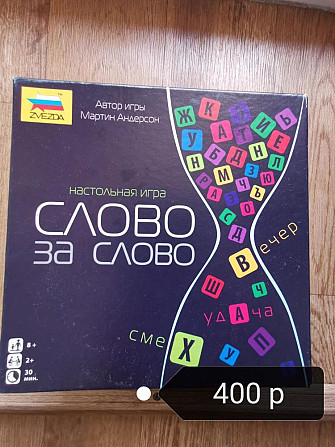 ZVEZDA
Автор игры
Мартин Андерсон
Ж К А Т И Е
У
Н Б М Д Н Л
Р А З Ъ
О
С
Д
настольная игра
СЛОВО
ЗА СЛОВО
Вечер
Ш А Ч
удАча
смеХ У П
8+
2+
30
мин.
400 р